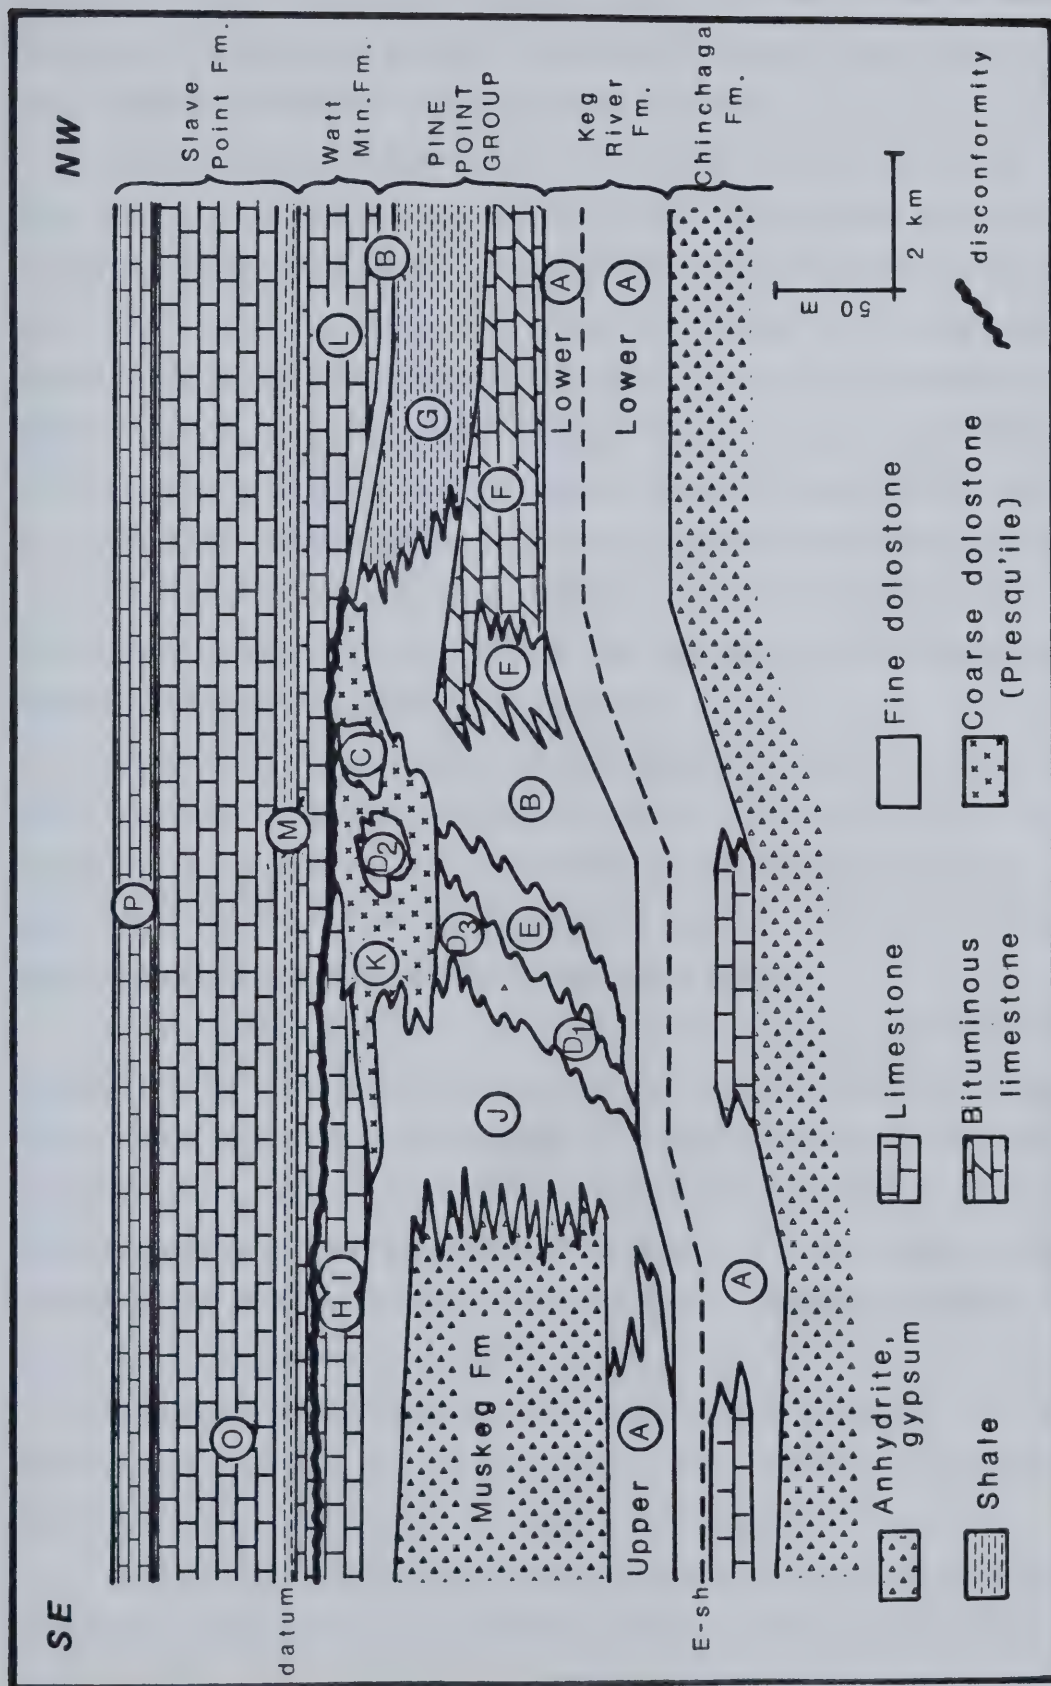 SE
NW
Slave
Point Fm.
Watt
Mtn.Fm.
PINE
POINT
GROUP
Keg
River
Fm.
Chinchaga
Fm.
datum
E-sh
P
O
M
L
H
I
K
D2
C
B
G
J
D3
E
D1
B
F
F
Muskeg Fm
Upper
A
Lower
A
Lower
A
A
50 m
2 km
Anhydrite,
gypsum
Limestone
Fine dolostone
disconformity
Shale
Bituminous
limestone
Coarse dolostone
(Presqu'ile)